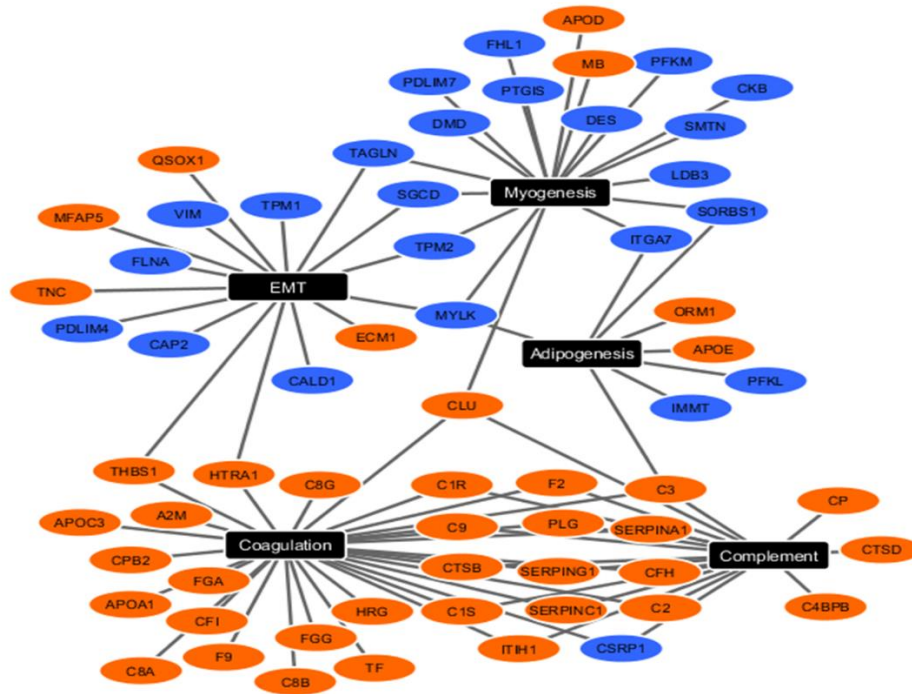 APOD
FHL1
MB
PFKM
PDLIM7
PTGIS
CKB
DMD
DES
SMTN
TAGLN
QSOX1
LDB3
SGCD
Myogenesis
TPM1
VIM
MFAP5
SORBS1
TPM2
ITGA7
FLNA
EMT
TNC
ORM1
MYLK
PDLIM4
ECM1
CAP2
Adipogenesis
APOE
CALD1
PFKL
CLU
IMMT
THBS1
HTRA1
C8G
C1R
F2
C3
CP
APOC3
A2M
C9
PLG
SERPINA1
Coagulation
Complement
CTSD
CPB2
CTSB
SERPING1
CFH
FGA
APOA1
HRG
C1S
SERPINC1
C2
C4BPB
CFI
FGG
ITIH1
CSRP1
C8A
F9
C8B
TF